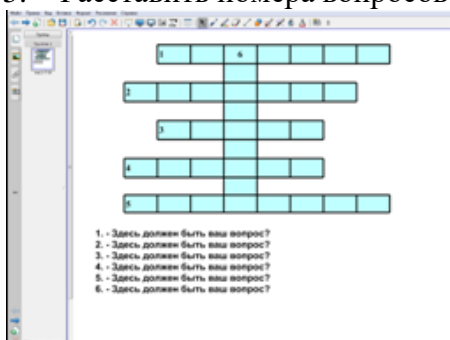 Расставить номера вопросов
1 6
2
3
4
5
1. - Здесь должен быть ваш вопрос?
2. - Здесь должен быть ваш вопрос?
3. - Здесь должен быть ваш вопрос?
4. - Здесь должен быть ваш вопрос?
5. - Здесь должен быть ваш вопрос?
6. - Здесь должен быть ваш вопрос?